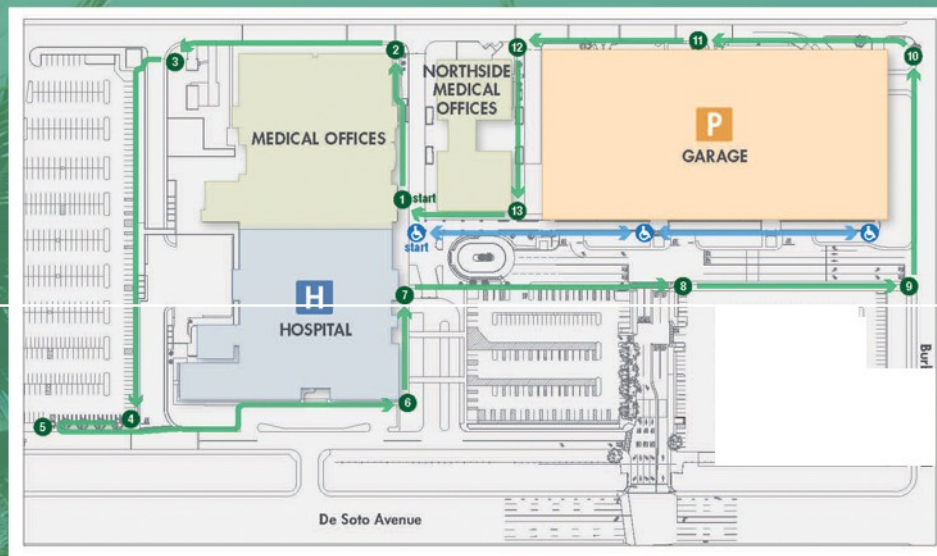 11
2
12
3
10
NORTHSIDE
MEDICAL
OFFICES
P
MEDICAL OFFICES
GARAGE
1 start
13
start
H
7
8
9
HOSPITAL
6
4
5
De Soto Avenue